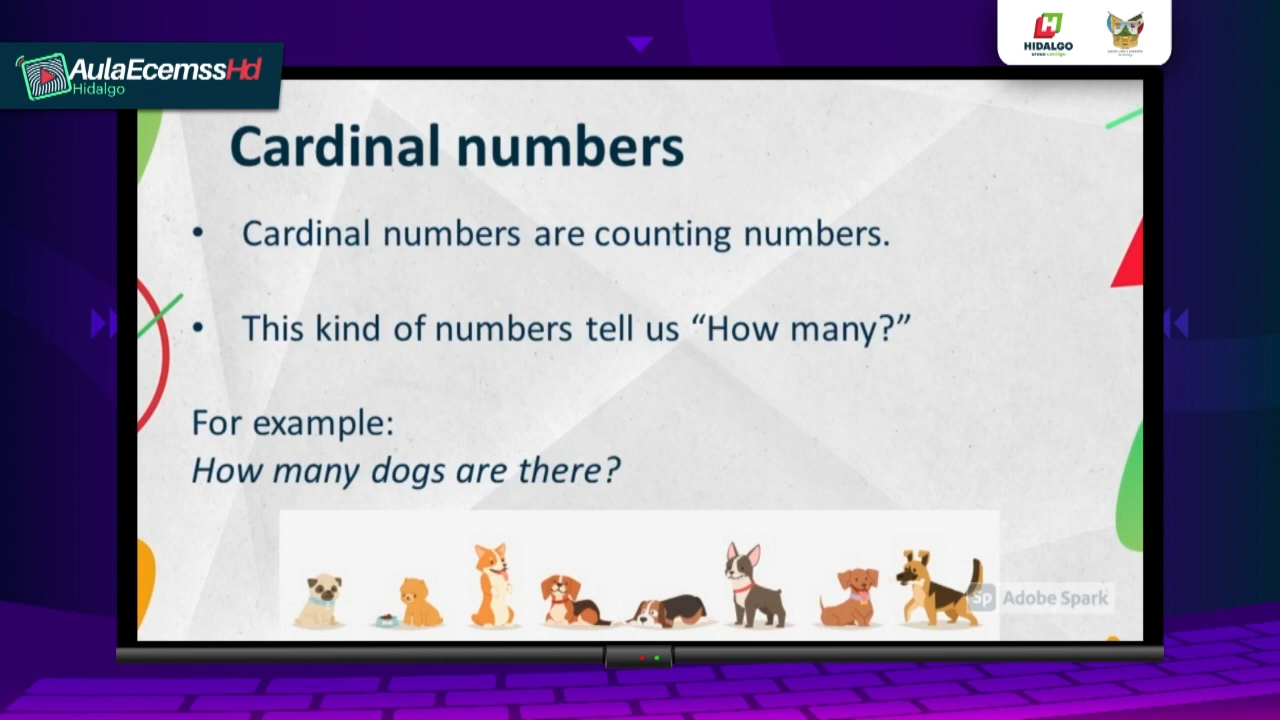 HIDALGO
AulaEcemssHd
Hidalgo
Cardinal numbers
• Cardinal numbers are counting numbers.
• This kind of numbers tell us “How many?”
For example:
How many dogs are there?
Sp Adobe Spark